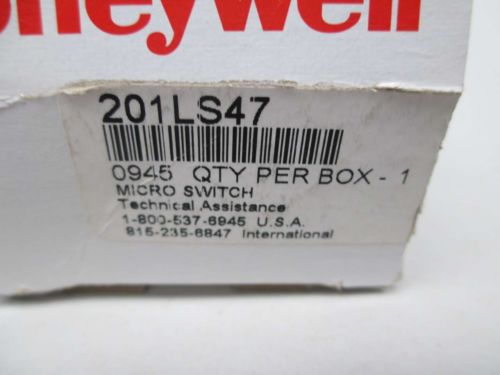 oneywell
201LS47
0945 QTY PER BOX - 1
MICRO SWITCH
Technical Assistance
1-800-537-6945 U.S.A.
815-235-6847 International